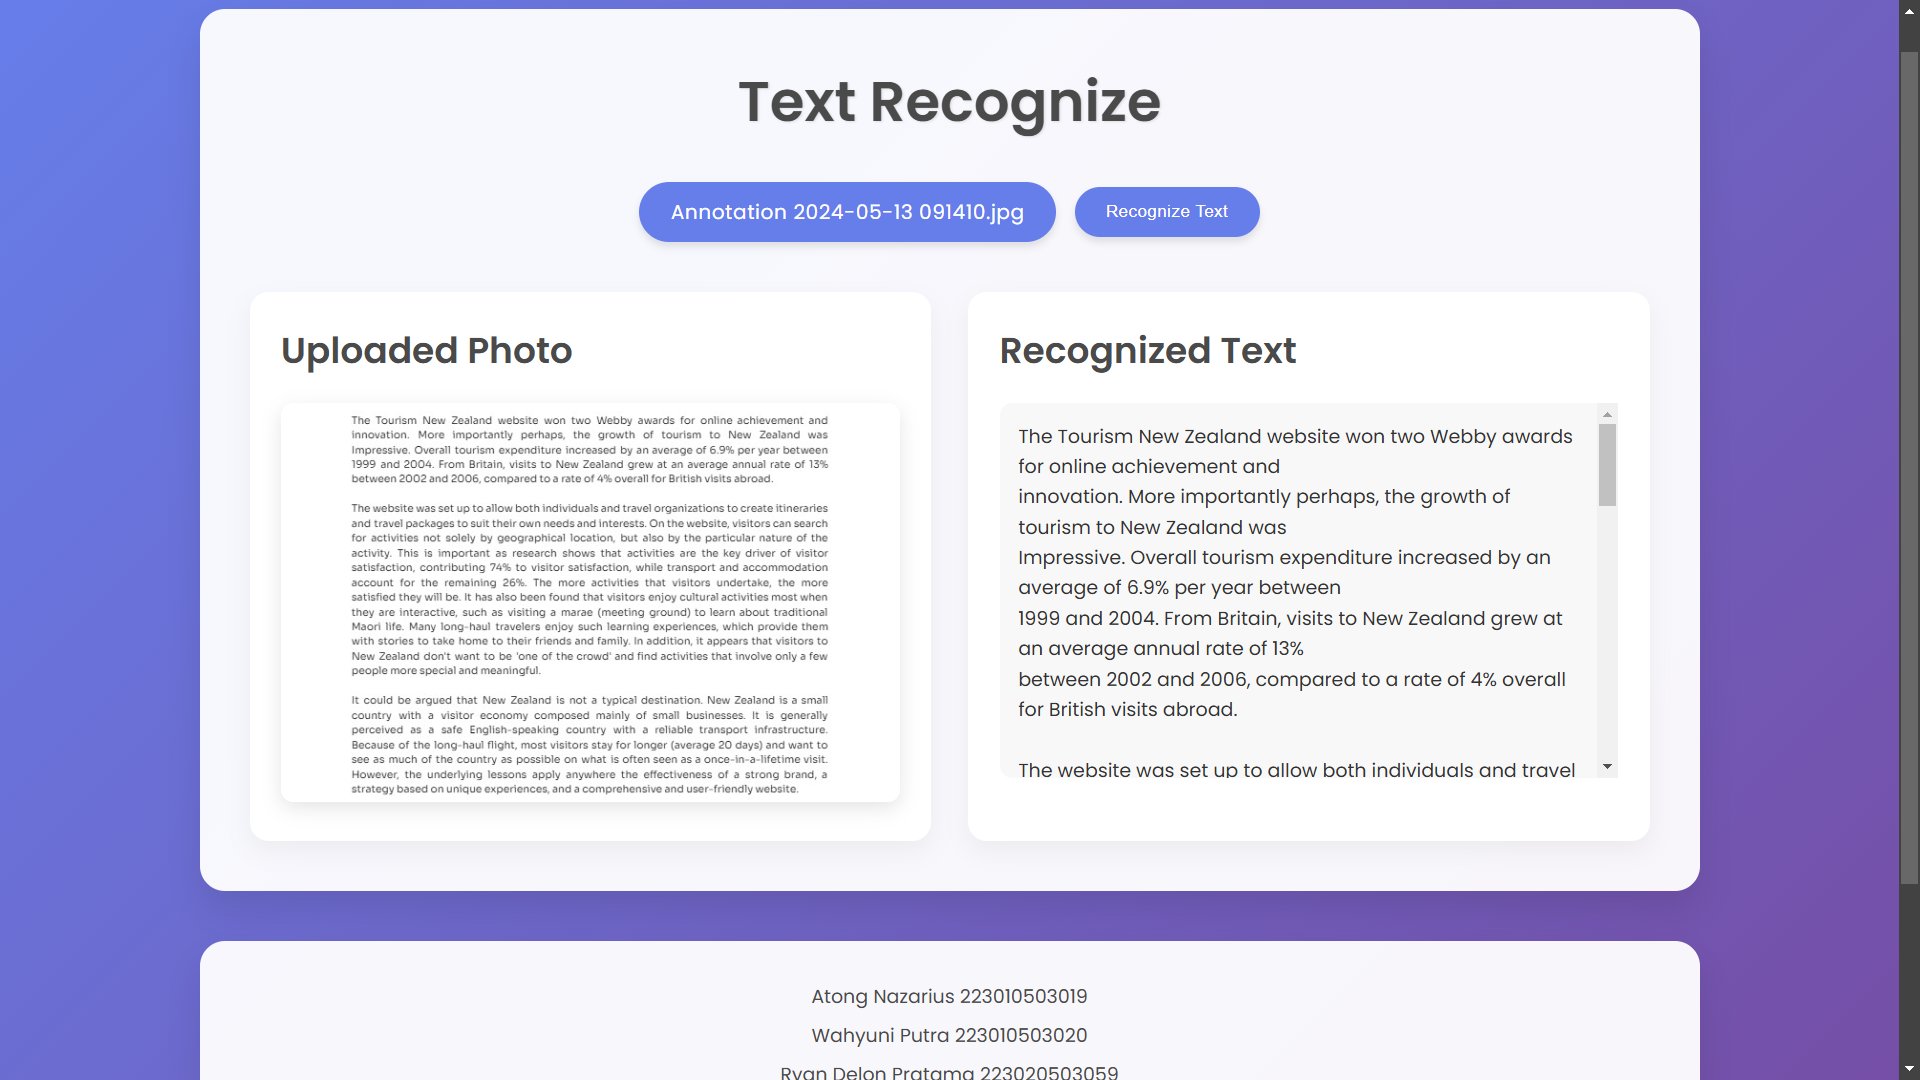 Text Recognize
Annotation 2024-05-13 091410.jpg
Recognize Text
Uploaded Photo
The Tourism New Zealand website won two Webby awards for online achievement and
innovation. More importantly perhaps, the growth of tourism to New Zealand was
Impressive. Overall tourism expenditure increased by an average of 6.9% per year between
1999 and 2004. From Britain, visits to New Zealand grew at an average annual rate of 13%
between 2002 and 2006, compared to a rate of 4% overall for British visits abroad.
The website was set up to allow both individuals and travel organizations to create itineraries
and travel packages to suit their own needs and interests. On the website, visitors can search
for activities not solely by geographical location, but also by the particular nature of the
activity. This is important as research shows that activities are the key driver of visitor
satisfaction, contributing 74% to visitor satisfaction, while transport and accommodation
account for the remaining 26%. The more activities that visitors undertake, the more
satisfied they will be. It has also been found that visitors enjoy cultural activities most when
they are interactive, such as visiting a marae (meeting ground) to learn about traditional
Maori life. Many long-haul travelers enjoy such learning experiences, which provide them
with stories to take home to their friends and family. In addition, it appears that visitors to
New Zealand don't want to be 'one of the crowd' and find activities that involve only a few
people more special and meaningful.
It could be argued that New Zealand is not a typical destination. New Zealand is a small
country with a visitor economy composed mainly of small businesses. It is generally
perceived as a safe English-speaking country with a reliable transport infrastructure.
Because of the long-haul flight, most visitors stay for longer (average 20 days) and want to
see as much of the country as possible on what is often seen as a once-in-a-lifetime visit.
However, the underlying lessons apply anywhere the effectiveness of a strong brand, a
strategy based on unique experiences, and a comprehensive and user-friendly website.
Recognized Text
The Tourism New Zealand website won two Webby awards
for online achievement and
innovation. More importantly perhaps, the growth of
tourism to New Zealand was
Impressive. Overall tourism expenditure increased by an
average of 6.9% per year between
1999 and 2004. From Britain, visits to New Zealand grew at
an average annual rate of 13%
between 2002 and 2006, compared to a rate of 4% overall
for British visits abroad.
The website was set up to allow both individuals and travel
Atong Nazarius 223010503019
Wahyuni Putra 223010503020
Ryan Delon Pratama 223020503059